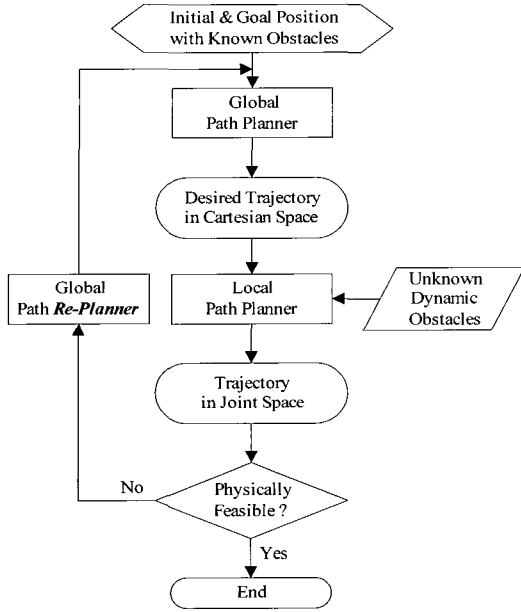 Initial & Goal Position
with Known Obstacles
Global
Path Planner
Desired Trajectory
in Cartesian Space
Global
Path Re-Planner
Local
Path Planner
Unknown
Dynamic
Obstacles
Trajectory
in Joint Space
No
Physically
Feasible ?
Yes
End